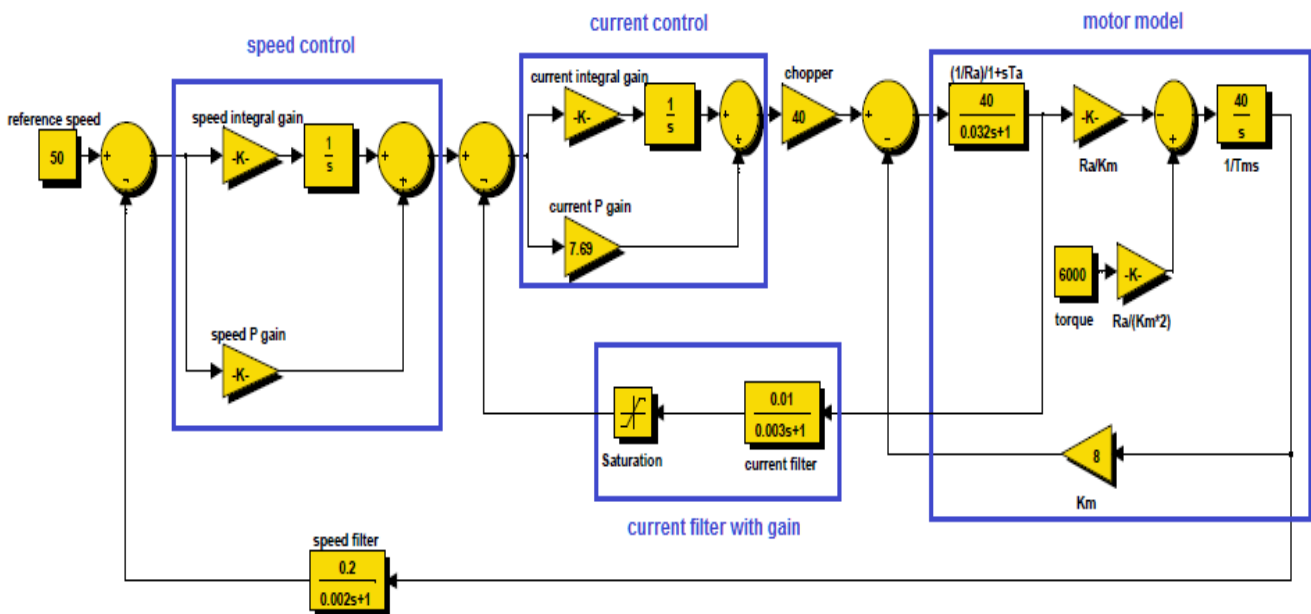 speed control
current control
motor model
reference speed
50
+
-
speed integral gain
-K-
1
s
+
+
speed P gain
-K-
+
-
current integral gain
-K-
1
s
+
+
current P gain
7.69
chopper
40
+
-
(1/Ra)/1+sTa
40
0.032s+1
-K-
Ra/Km
-
+
40
s
1/Tms
6000
torque
-K-
Ra/(Km*2)
Saturation
0.01
0.003s+1
current filter
current filter with gain
8
Km
speed filter
0.2
0.002s+1